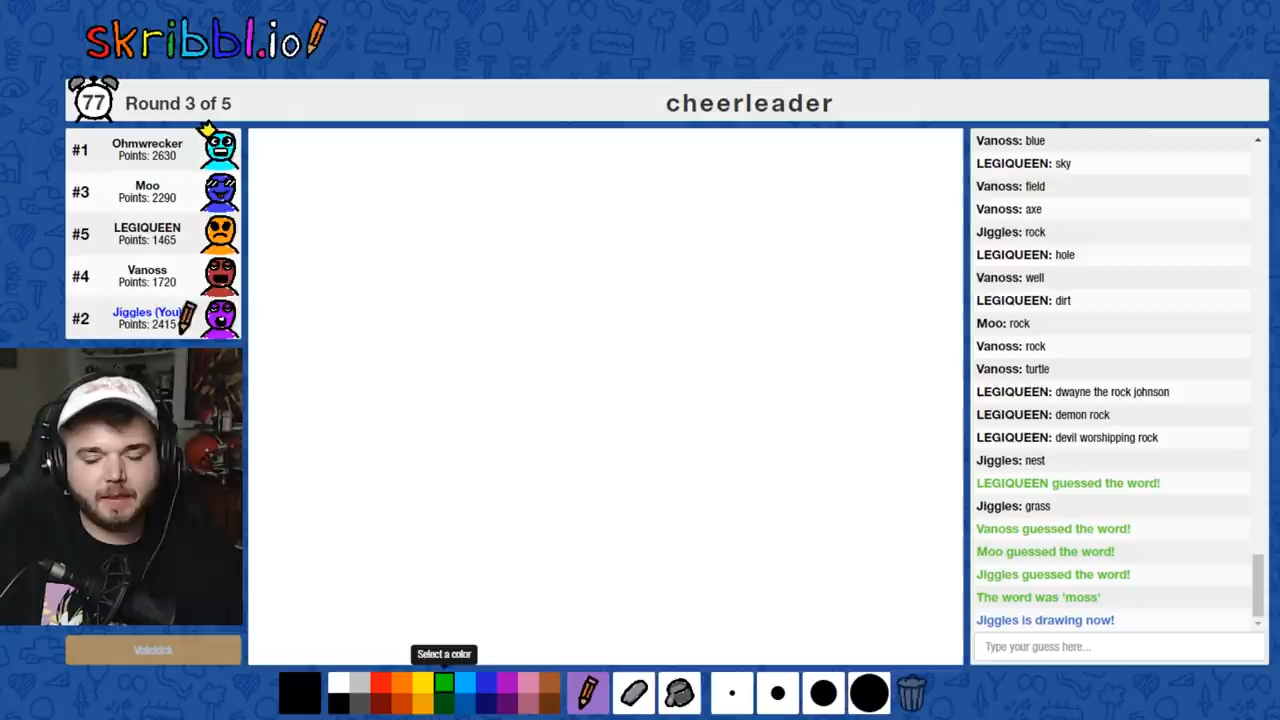 skribbl.io
77
Round 3 of 5
cheerleader
#1
Ohmwrecker
Points: 2630
#3
Moo
Points: 2290
#5
LEGIQUEEN
Points: 1465
#4
Vanoss
Points: 1720
#2
Jiggles (You)
Points: 2415
Votekick
Select a color
Vanoss: blue
LEGIQUEEN: sky
Vanoss: field
Vanoss: axe
Jiggles: rock
LEGIQUEEN: hole
Vanoss: well
LEGIQUEEN: dirt
Moo: rock
Vanoss: rock
Vanoss: turtle
LEGIQUEEN: dwayne the rock johnson
LEGIQUEEN: demon rock
LEGIQUEEN: devil worshipping rock
Jiggles: nest
LEGIQUEEN guessed the word!
Jiggles: grass
Vanoss guessed the word!
Moo guessed the word!
Jiggles guessed the word!
The word was 'moss'
Jiggles is drawing now!
Type your guess here...